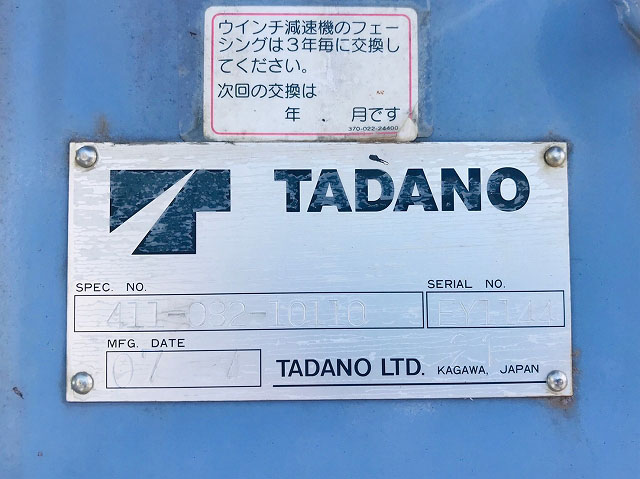 ウインチ減速機のフェー
シングは3年毎に交換し
てください。
次回の交換は
年 月です
370-022-24400
TADANO
SPEC. NO.
SERIAL NO.
411-032-10110
MFG. DATE
TADANO LTD. KAGAWA, JAPAN